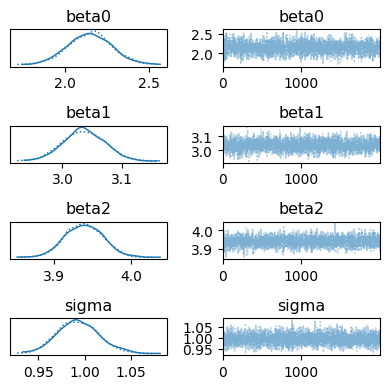 beta0 beta0
2.5
2.0
2.0 2.5 0 1000
beta1 beta1
3.1
3.0
3.0 3.1 0 1000
beta2 beta2
4.0
3.9
3.9 4.0 0 1000
sigma sigma
1.05
1.00
0.95
0.95 1.00 1.05 0 1000